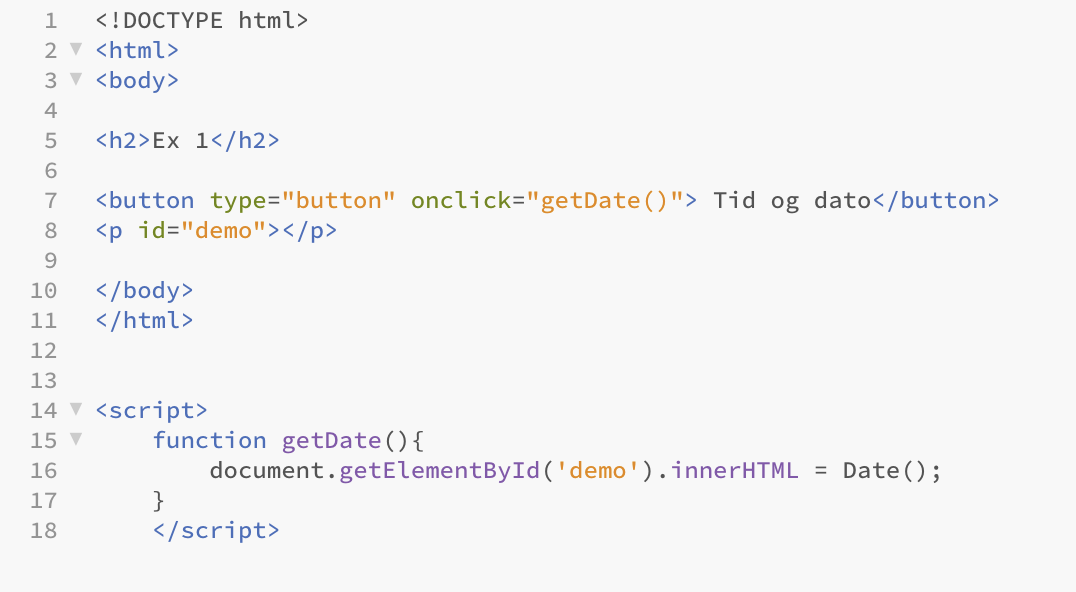 1 <!DOCTYPE html>
2 <html>
3 <body>
4
5 <h2>Ex 1</h2>
6
7 <button type="button" onclick="getDate()"> Tid og dato</button>
8 <p id="demo"></p>
9
10 </body>
11 </html>
12
13
14 <script>
15     function getDate(){
16         document.getElementById('demo').innerHTML = Date();
17     }
18     </script>